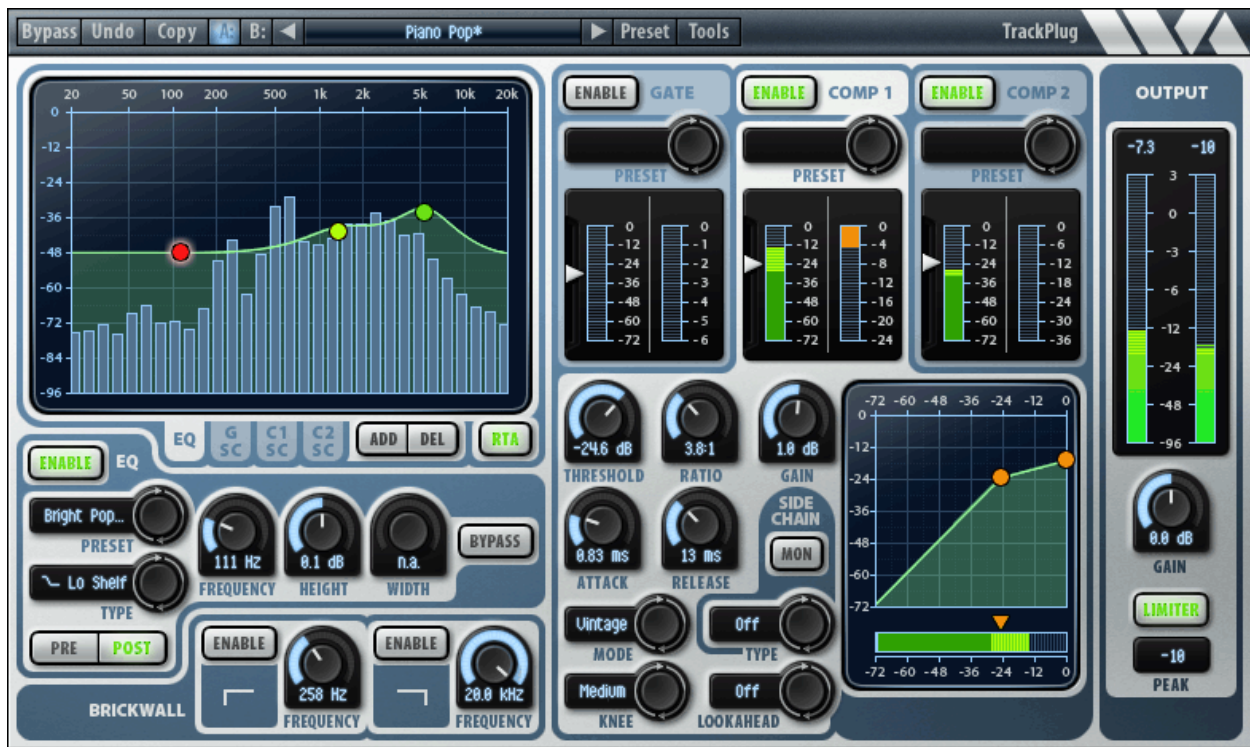 Bypass Undo Copy A: B: Piano Pop* Preset Tools TrackPlug
20 50 100 200 500 1k 2k 5k 10k 20k
0
-12
-24
-36
-48
-60
-72
-84
-96
EQ G SC C1 SC C2 SC ADD DEL RTA
ENABLE EQ
Bright Pop...
PRESET
Lo Shelf
TYPE
PRE POST
111 Hz
FREQUENCY
0.1 dB
HEIGHT
n.a.
WIDTH
BYPASS
BRICKWALL
ENABLE
258 Hz
FREQUENCY
ENABLE
20.0 kHz
FREQUENCY
ENABLE GATE
PRESET
0 0
-12 -1
-24 -2
-36 -3
-48 -4
-60 -5
-72 -6
ENABLE COMP 1
PRESET
0 0
-12 -4
-24 -8
-36 -12
-48 -16
-60 -20
-72 -24
ENABLE COMP 2
PRESET
0 0
-12 -6
-24 -12
-36 -18
-48 -24
-60 -30
-72 -36
-24.6 dB
THRESHOLD
3.8:1
RATIO
1.0 dB
GAIN
0.83 ms
ATTACK
13 ms
RELEASE
SIDE
CHAIN
MON
Vintage
MODE
Off
TYPE
Medium
KNEE
Off
LOOKAHEAD
-72 -60 -48 -36 -24 -12 0
0
-12
-24
-36
-48
-60
-72
-72 -60 -48 -36 -24 -12 0
OUTPUT
-7.3 -10
3
0
-3
-6
-12
-24
-48
-96
0.0 dB
GAIN
LIMITER
-10
PEAK